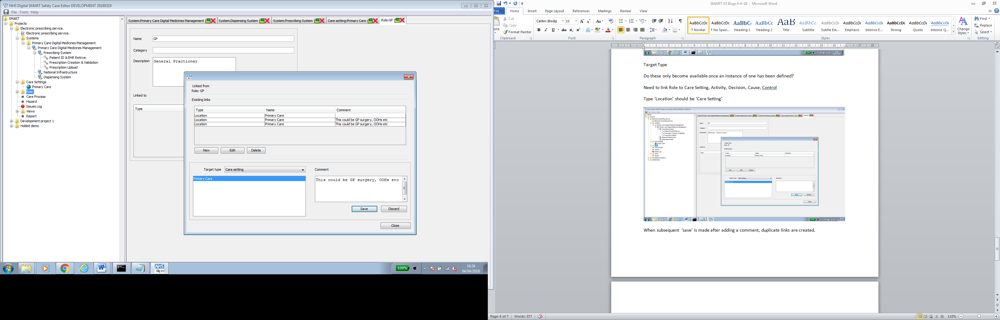 NHS Digital SMART Safety Case Editor DEVELOPMENT 20180319
File Tools Help
SMART
Projects
Electronic prescribing service.
Electronic prescribing service.
Systems
Primary Care Digital Medicines Management
Primary Care Digital Medicines Management
Prescribing System
Patient ID & EHR Retrive
Prescription Creation & Validation
Prescription Upload
National Infrastructure
Dispensing System
Care Settings
Primary Care
Role
Care Process
Hazard
Issues Log
Views
Report
Development project 1
Hobbit demo
System:Primary Care Digital Medicines Management
System:Dispensing System
System:Prescribing System
Care setting:Primary Care
Role:GP
Name GP
Category
Description General Practioner
Linked to
Type
Linked from
Role: GP
Existing links
Type Name Comment
Location Primary Care
Location Primary Care This could be GP surgery, OOHs etc
Location Primary Care This could be GP surgery, OOHs etc
New Edit Delete
Target type Care setting Comment
Primary Care
This could be GP surgery, OOHs etc
Save Discard
Close
100%
16:34
04/04/2018
SMART V3 Bugs 4-4-18 - Microsoft Word
File Home Insert Page Layout References Mailings Review View
Cut
Copy
Format Painter
Clipboard
Calibri (Body) 11
Font
Paragraph
¶ Normal
¶ No Spaci...
Heading 1
Heading 2
Title
Subtitle
Subtle Em...
Emphasis
Intense E...
Strong
Quote
Intense Q...
Styles
Change
Styles
Find
Replace
Select
Editing
Target Type
Do these only become available once an instance of one has been defined?
Need to link Role to Care Setting, Activity, Decision, Cause, Control
Type ‘Location’ should be ‘Care Setting’
When subsequent ‘save’ is made after adding a comment, duplicate links are created.
Page: 6 of 7 Words: 377
110%